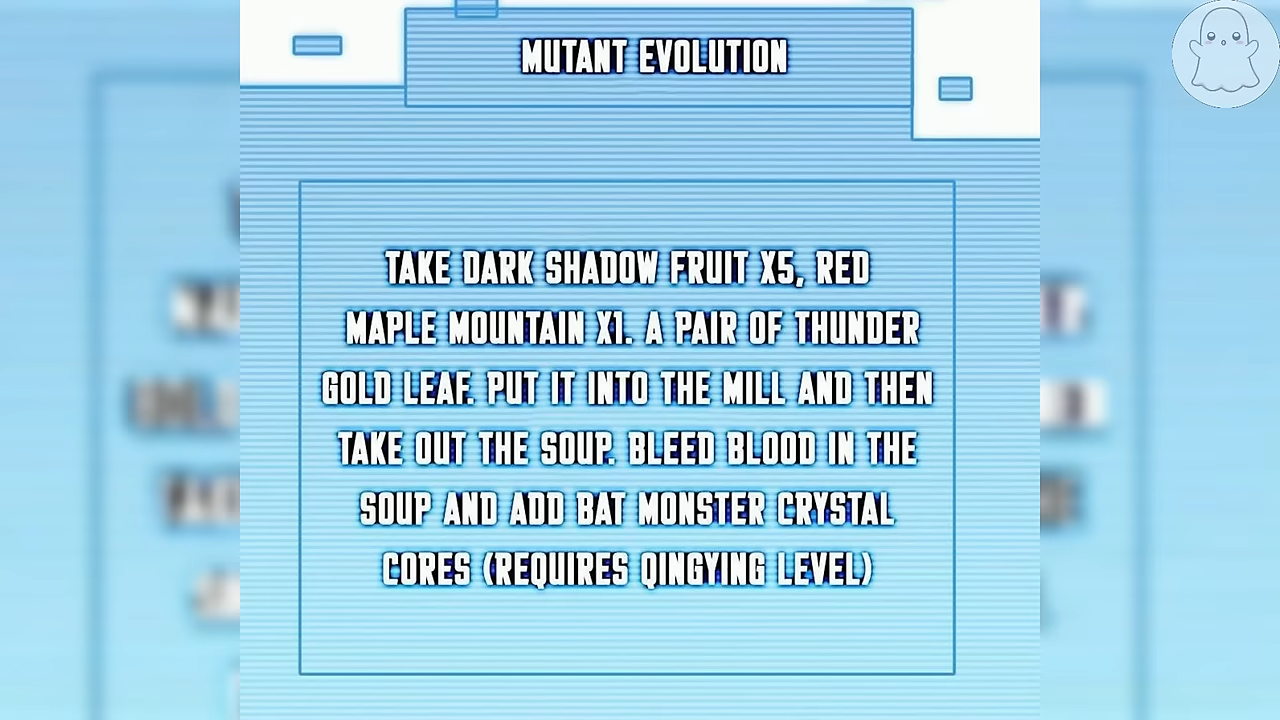 MUTANT EVOLUTION
TAKE DARK SHADOW FRUIT X5, RED
MAPLE MOUNTAIN X1. A PAIR OF THUNDER
GOLD LEAF. PUT IT INTO THE MILL AND THEN
TAKE OUT THE SOUP. BLEED BLOOD IN THE
SOUP AND ADD BAT MONSTER CRYSTAL
CORES (REQUIRES QINGYING LEVEL)